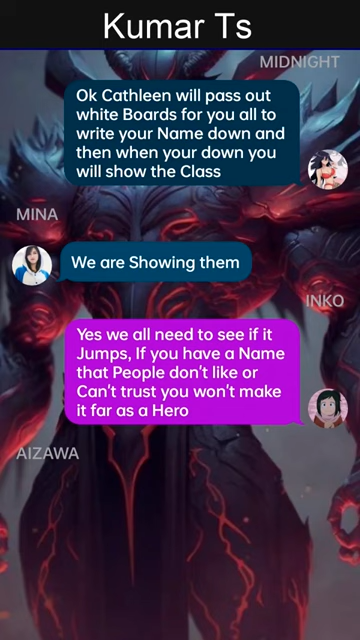 Kumar Ts
MIDNIGHT
Ok Cathleen will pass out
white Boards for you all to
write your Name down and
then when your down you
will show the Class
MINA
We are Showing them
INKO
Yes we all need to see if it
Jumps, If you have a Name
that People don't like or
Can't trust you won't make
it far as a Hero
AIZAWA